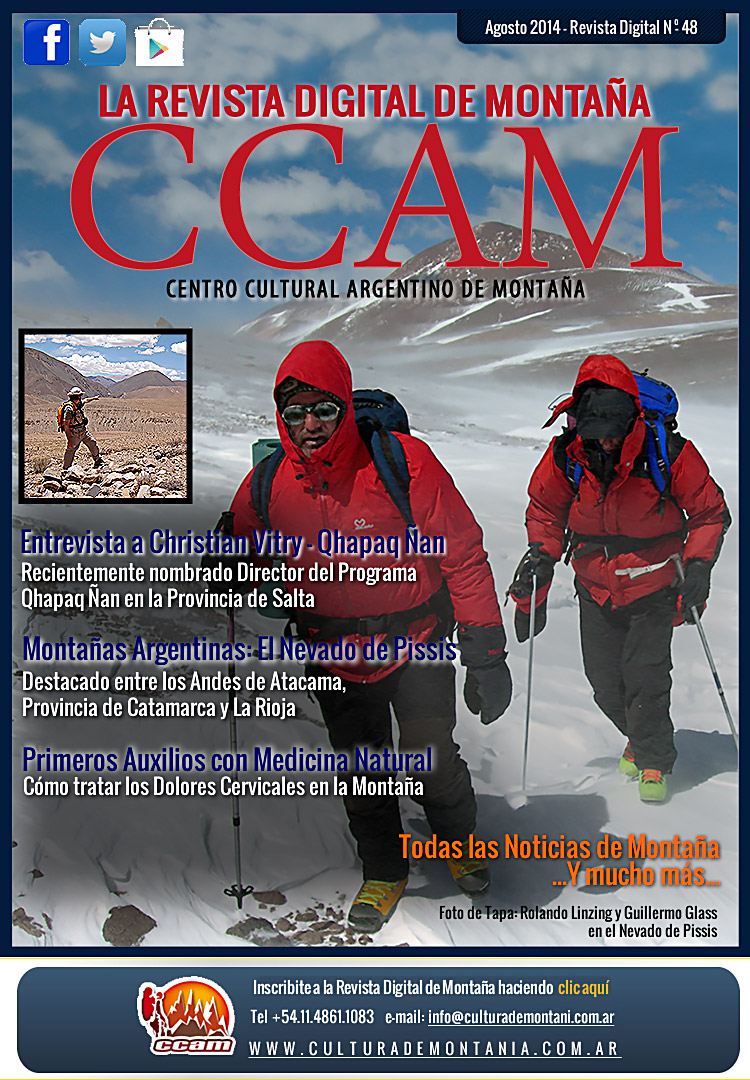 Agosto 2014 - Revista Digital Nº 48
LA REVISTA DIGITAL DE MONTAÑA
CCAM
CENTRO CULTURAL ARGENTINO DE MONTAÑA
Entrevista a Christian Vitry - Qhapaq Ñan
Recientemente nombrado Director del Programa
Qhapaq Ñan en la Provincia de Salta
Montañas Argentinas: El Nevado de Pissis
Destacado entre los Andes de Atacama,
Provincia de Catamarca y La Rioja
Primeros Auxilios con Medicina Natural
Cómo tratar los Dolores Cervicales en la Montaña
Todas las Noticias de Montaña
...Y mucho más...
Foto de Tapa: Rolando Linzing y Guillermo Glass
en el Nevado de Pissis
Inscribite a la Revista Digital de Montaña haciendo clic aquí
Tel +54.11.4861.1083 e-mail: info@culturademontani.com.ar
WWW.CULTURADEMONTANIA.COM.AR
ccam